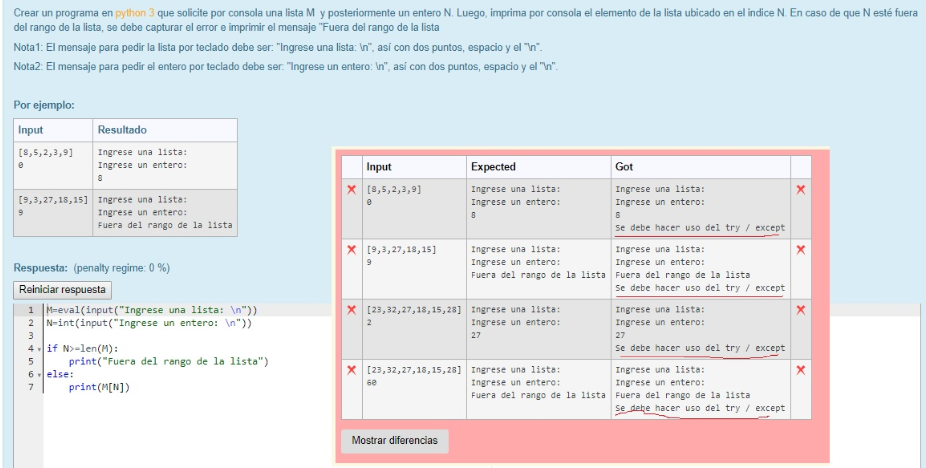 Crear un programa en python 3 que solicite por consola una lista M y posteriormente un entero N. Luego, imprima por consola el elemento de la lista ubicado en el indice N. En caso de que N esté fuera
del rango de la lista, se debe capturar el error e imprimir el mensaje "Fuera del rango de la lista
Nota1: El mensaje para pedir la lista por teclado debe ser: "Ingrese una lista: \n", así con dos puntos, espacio y el "\n".
Nota2: El mensaje para pedir el entero por teclado debe ser: "Ingrese un entero: \n", así con dos puntos, espacio y el "\n".
Por ejemplo:
Input Resultado
[8,5,2,3,9] Ingrese una lista:
0 Ingrese un entero:
8
[9,3,27,18,15] Ingrese una lista:
9 Ingrese un entero:
Fuera del rango de la lista
Respuesta: (penalty regime: 0 %)
Reiniciar respuesta
1 M=eval(input("Ingrese una lista: \n"))
2 N=int(input("Ingrese un entero: \n"))
3
4 if N>=len(M):
5 print("Fuera del rango de la lista")
6 else:
7 print(M[N])
Input Expected Got
[8,5,2,3,9] Ingrese una lista: Ingrese una lista:
0 Ingrese un entero: Ingrese un entero:
8 8
Se debe hacer uso del try / except
[9,3,27,18,15] Ingrese una lista: Ingrese una lista:
9 Ingrese un entero: Ingrese un entero:
Fuera del rango de la lista Fuera del rango de la lista
Se debe hacer uso del try / except
[23,32,27,18,15,28] Ingrese una lista: Ingrese una lista:
2 Ingrese un entero: Ingrese un entero:
27 27
Se debe hacer uso del try / except
[23,32,27,18,15,28] Ingrese una lista: Ingrese una lista:
60 Ingrese un entero: Ingrese un entero:
Fuera del rango de la lista Fuera del rango de la lista
Se debe hacer uso del try / except
Mostrar diferencias